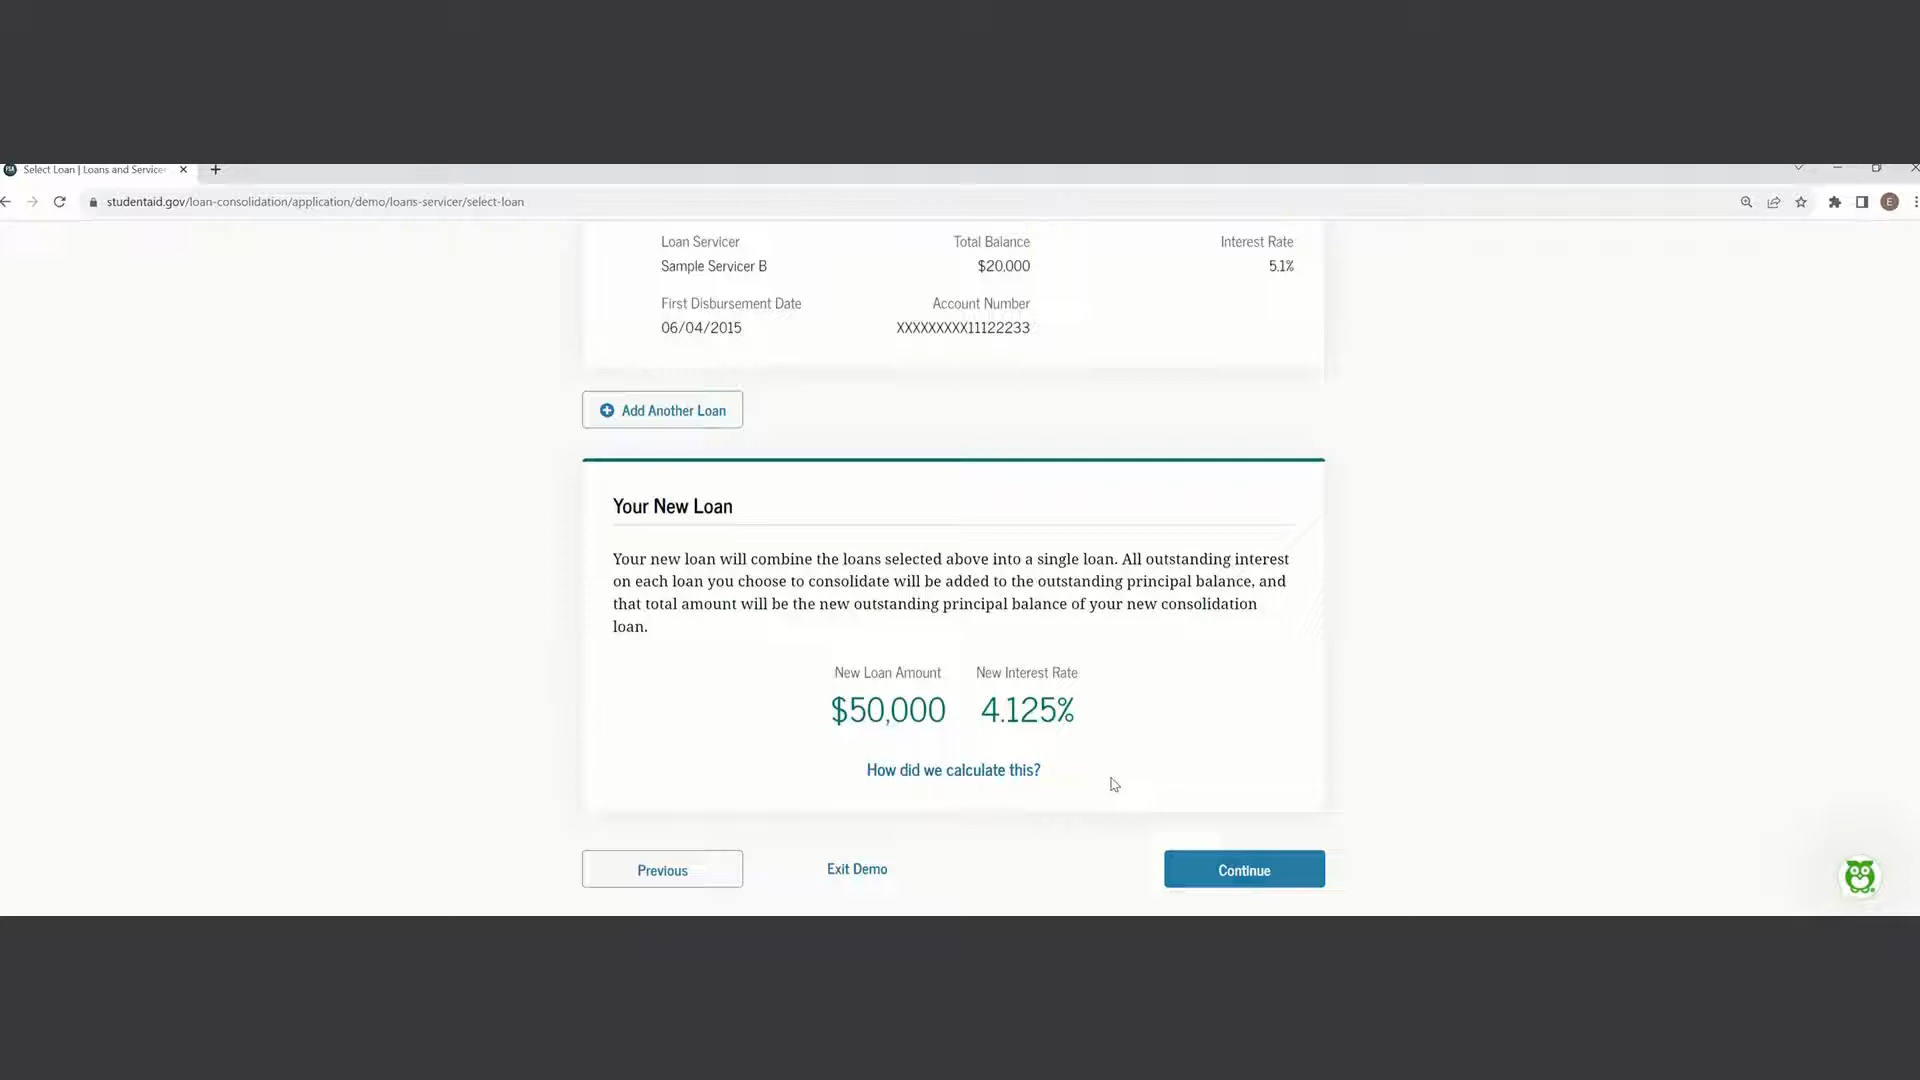 Select Loan | Loans and Servicer
studentaid.gov/loan-consolidation/application/demo/loans-servicer/select-loan
E
Loan Servicer Total Balance Interest Rate
Sample Servicer B $20,000 5.1%
First Disbursement Date Account Number
06/04/2015 XXXXXXXXX11122233
Add Another Loan
Your New Loan
Your new loan will combine the loans selected above into a single loan. All outstanding interest
on each loan you choose to consolidate will be added to the outstanding principal balance, and
that total amount will be the new outstanding principal balance of your new consolidation
loan.
New Loan Amount New Interest Rate
$50,000 4.125%
How did we calculate this?
Previous Exit Demo Continue